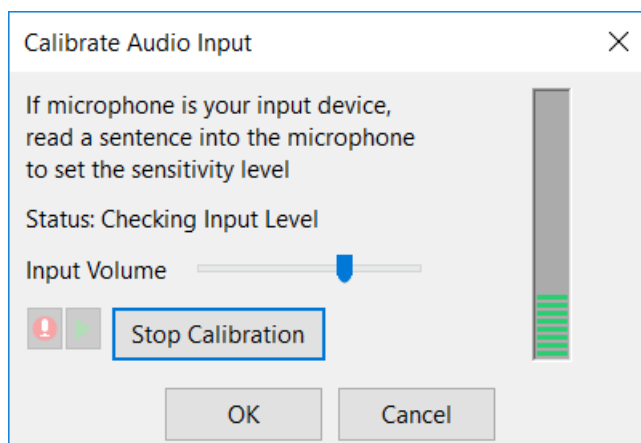 Calibrate Audio Input
If microphone is your input device,
read a sentence into the microphone
to set the sensitivity level
Status: Checking Input Level
Input Volume
Stop Calibration
OK
Cancel